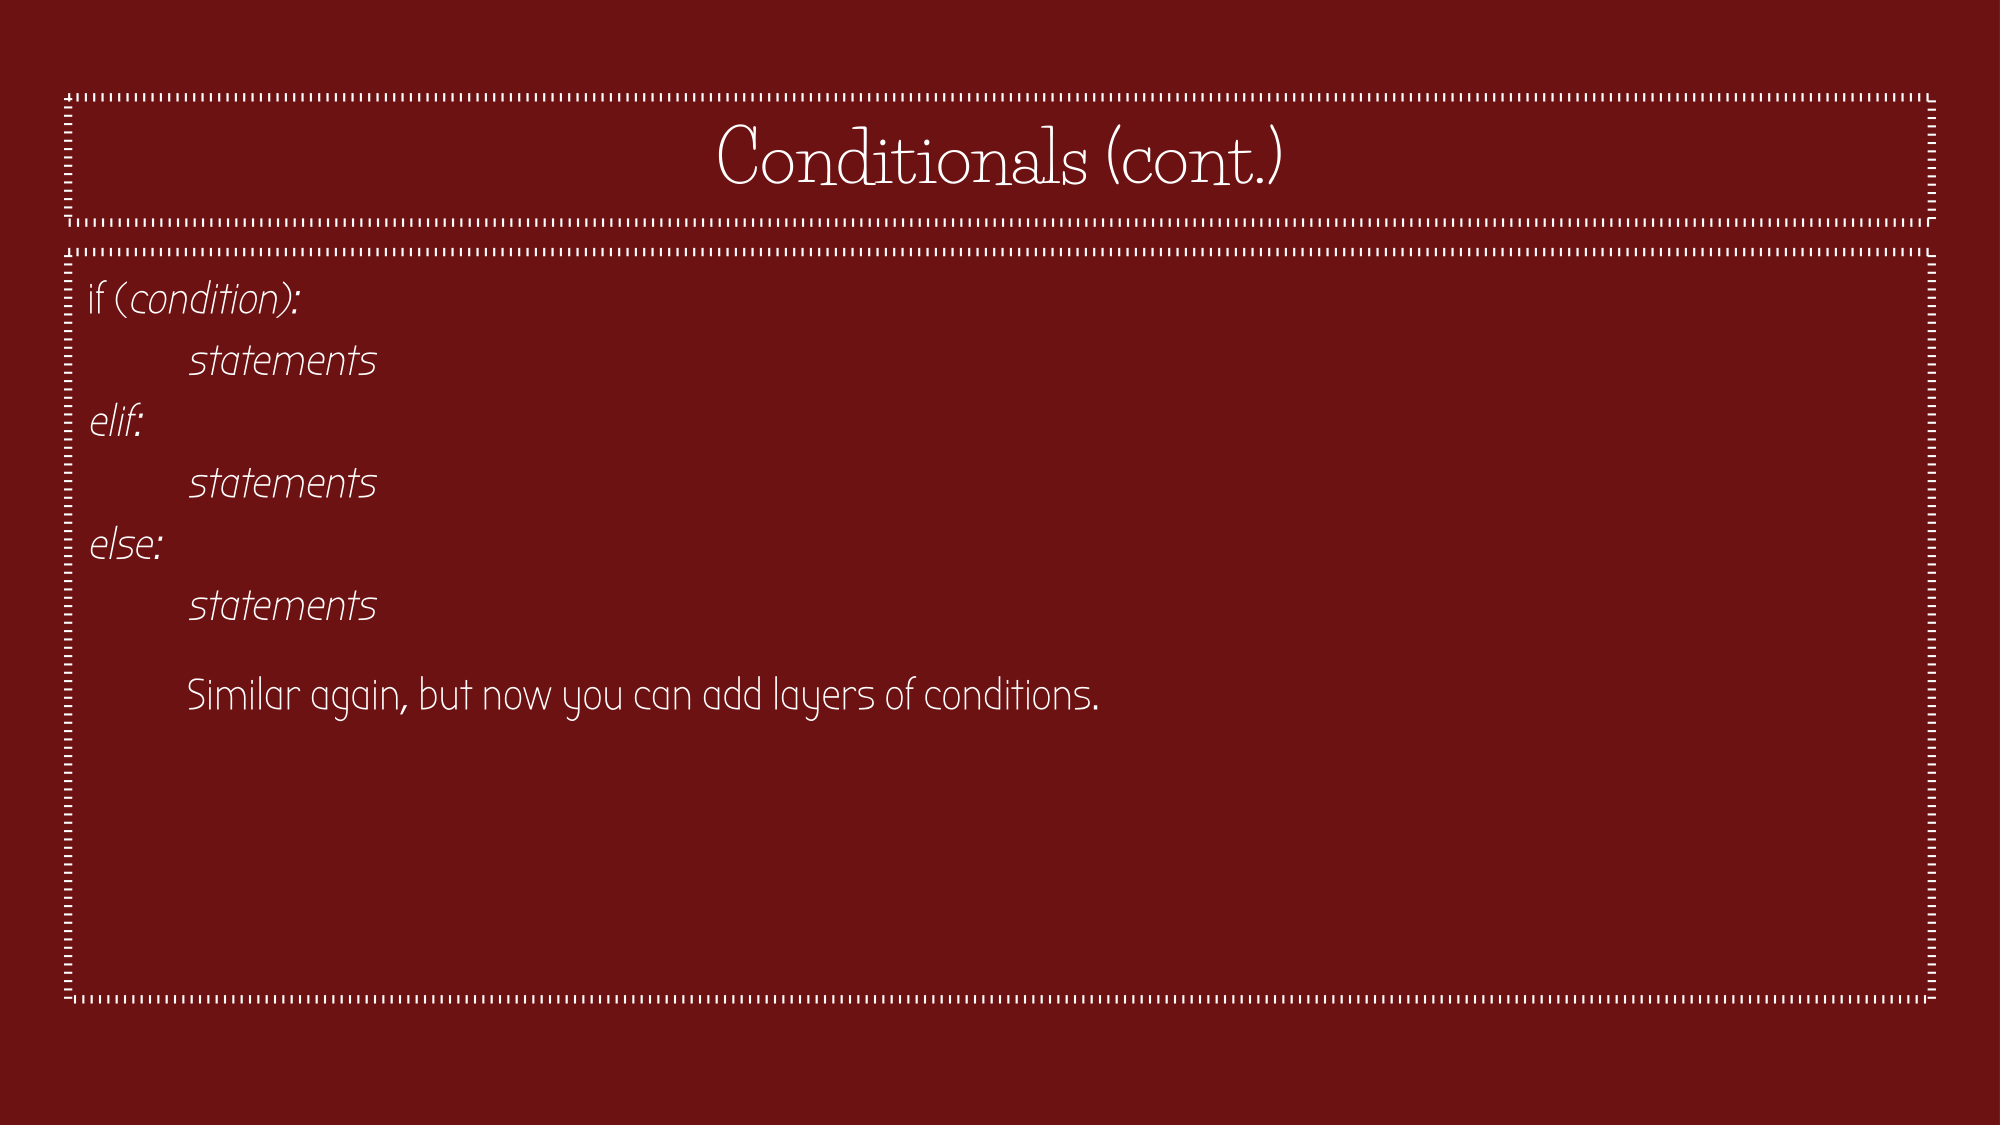 Conditionals (cont.)
if (condition):
statements
elif:
statements
else:
statements
Similar again, but now you can add layers of conditions.